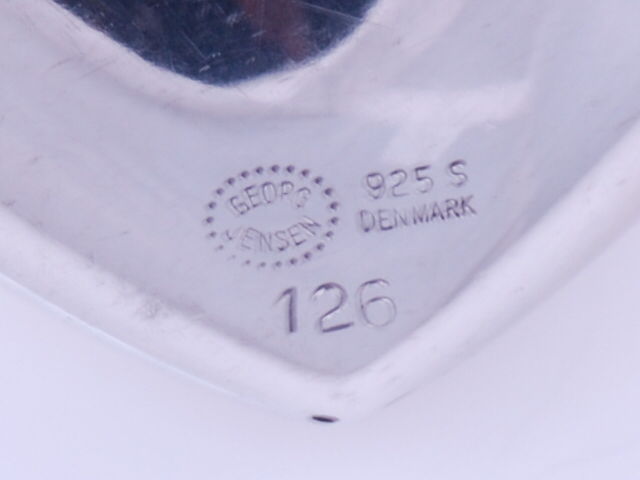 GEORG
JENSEN
925 S
DENMARK
126